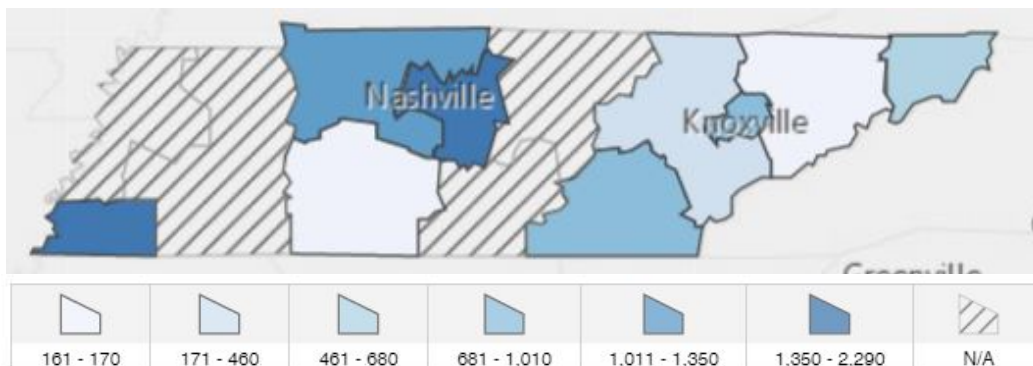 Nashville
Knoxville
Greenville
161 - 170 171 - 460 461 - 680 681 - 1,010 1,011 - 1,350 1,350 - 2,290 N/A